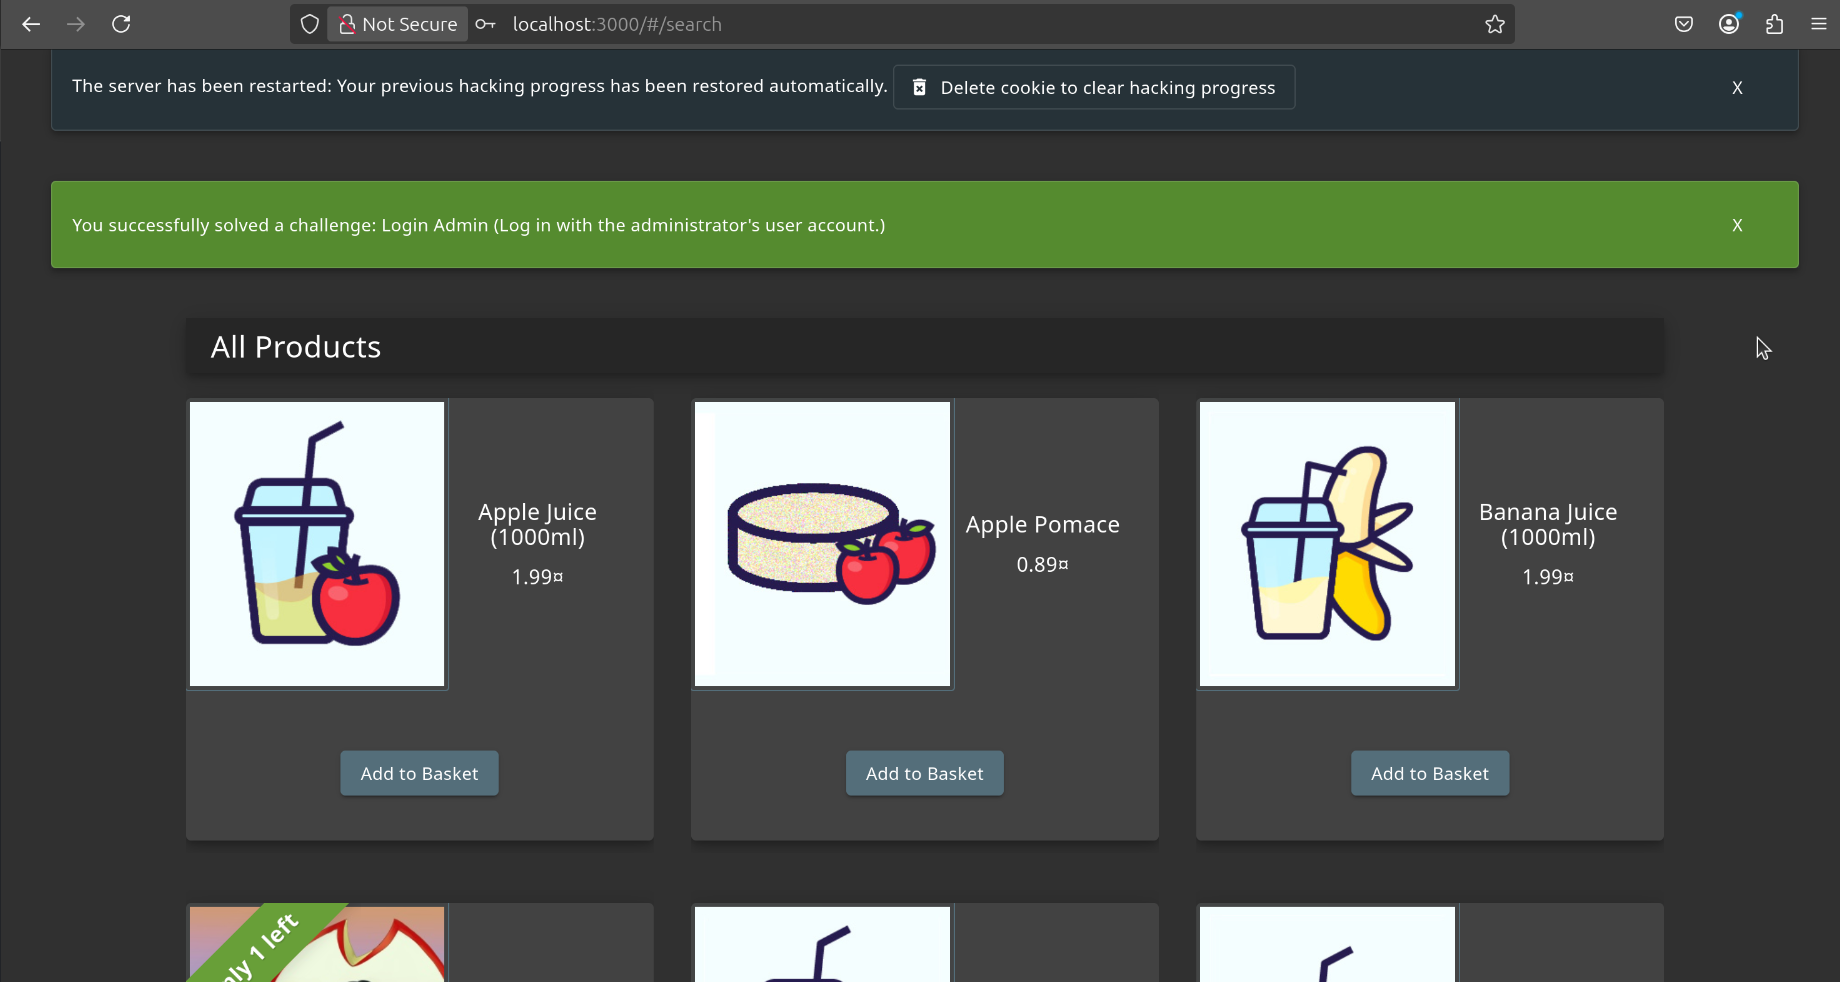 Not Secure
localhost:3000/#/search
The server has been restarted: Your previous hacking progress has been restored automatically. Delete cookie to clear hacking progress X
You successfully solved a challenge: Login Admin (Log in with the administrator's user account.) X
All Products
Apple Juice
(1000ml)
1.99¤
Add to Basket
Apple Pomace
0.89¤
Add to Basket
Banana Juice
(1000ml)
1.99¤
Add to Basket
1 left